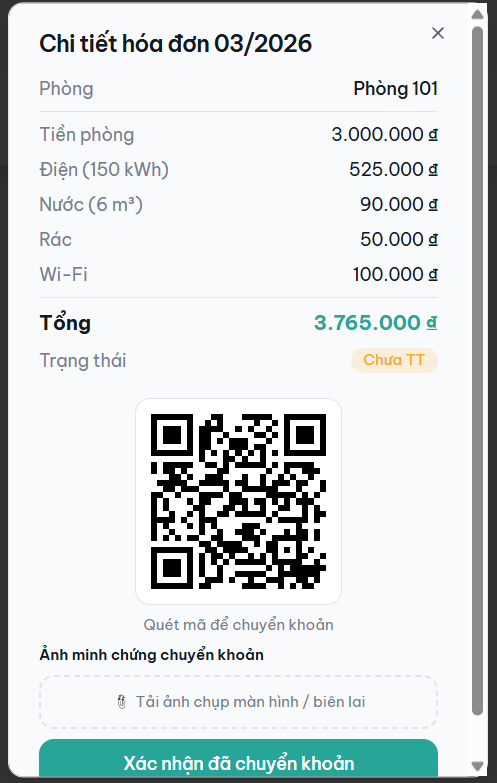 Chi tiết hóa đơn 03/2026
Phòng Phòng 101
Tiền phòng 3.000.000 ₫
Điện (150 kWh) 525.000 ₫
Nước (6 m³) 90.000 ₫
Rác 50.000 ₫
Wi-Fi 100.000 ₫
Tổng 3.765.000 ₫
Trạng thái Chưa TT
Quét mã để chuyển khoản
Ảnh minh chứng chuyển khoản
Tải ảnh chụp màn hình / biên lai
Xác nhận đã chuyển khoản